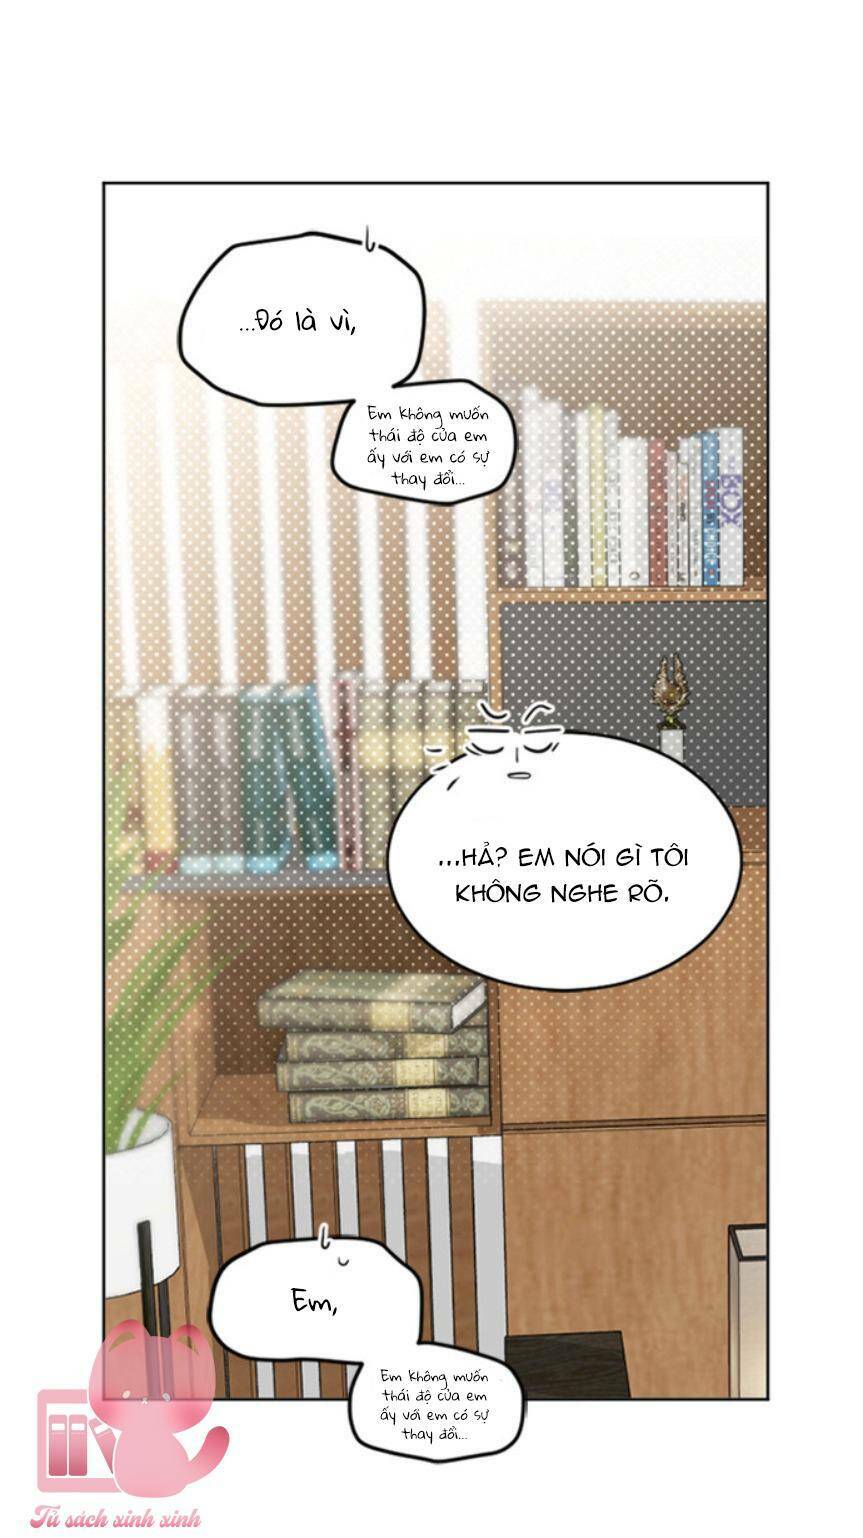 ...Đó là vì,
Em không muốn
thái độ của em
ấy với em có sự
thay đổi...
BOX
...HẢ? EM NÓI GÌ TÔI
KHÔNG NGHE RÕ.
Em,
Em không muốn
thái độ của em
ấy với em có sự
thay đổi...
Tủ sách xinh xinh